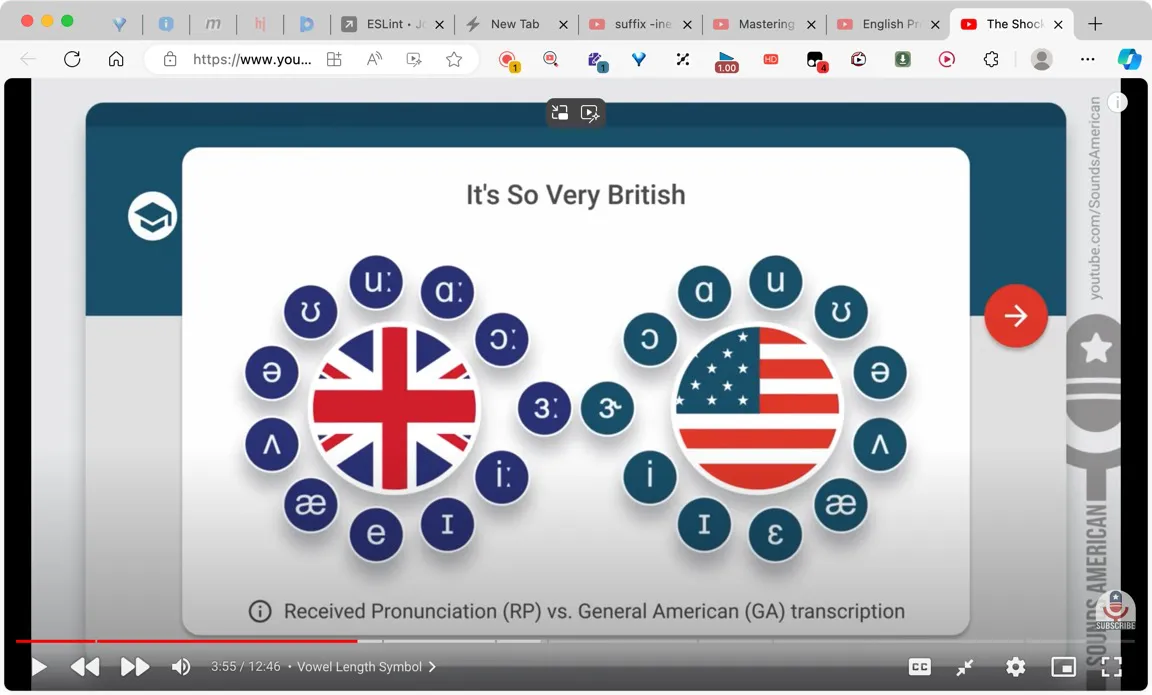 ESLint • J
New Tab
suffix -ine
Mastering
English Pr
The Shock
https://www.you...
1
1
1.00
HD
4
It's So Very British
youtube.com/SoundsAmerican
uː
ɑː
ʊ
ɔː
ə
ɜː
ʌ
iː
æ
ɪ
e
u
ɑ
ʊ
ɔ
ə
ɝ
ʌ
i
æ
ɪ
ɛ
Received Pronunciation (RP) vs. General American (GA) transcription
SOUNDS AMERICAN
SUBSCRIBE
3:55 / 12:46 • Vowel Length Symbol
CC